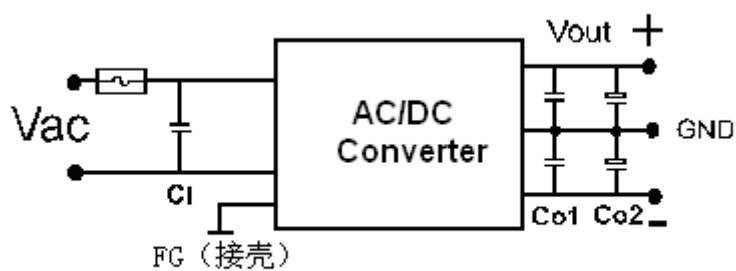 Vout +
Vac
AC/DC
Converter
GND
CI
Co1 Co2 -
FG（接壳）